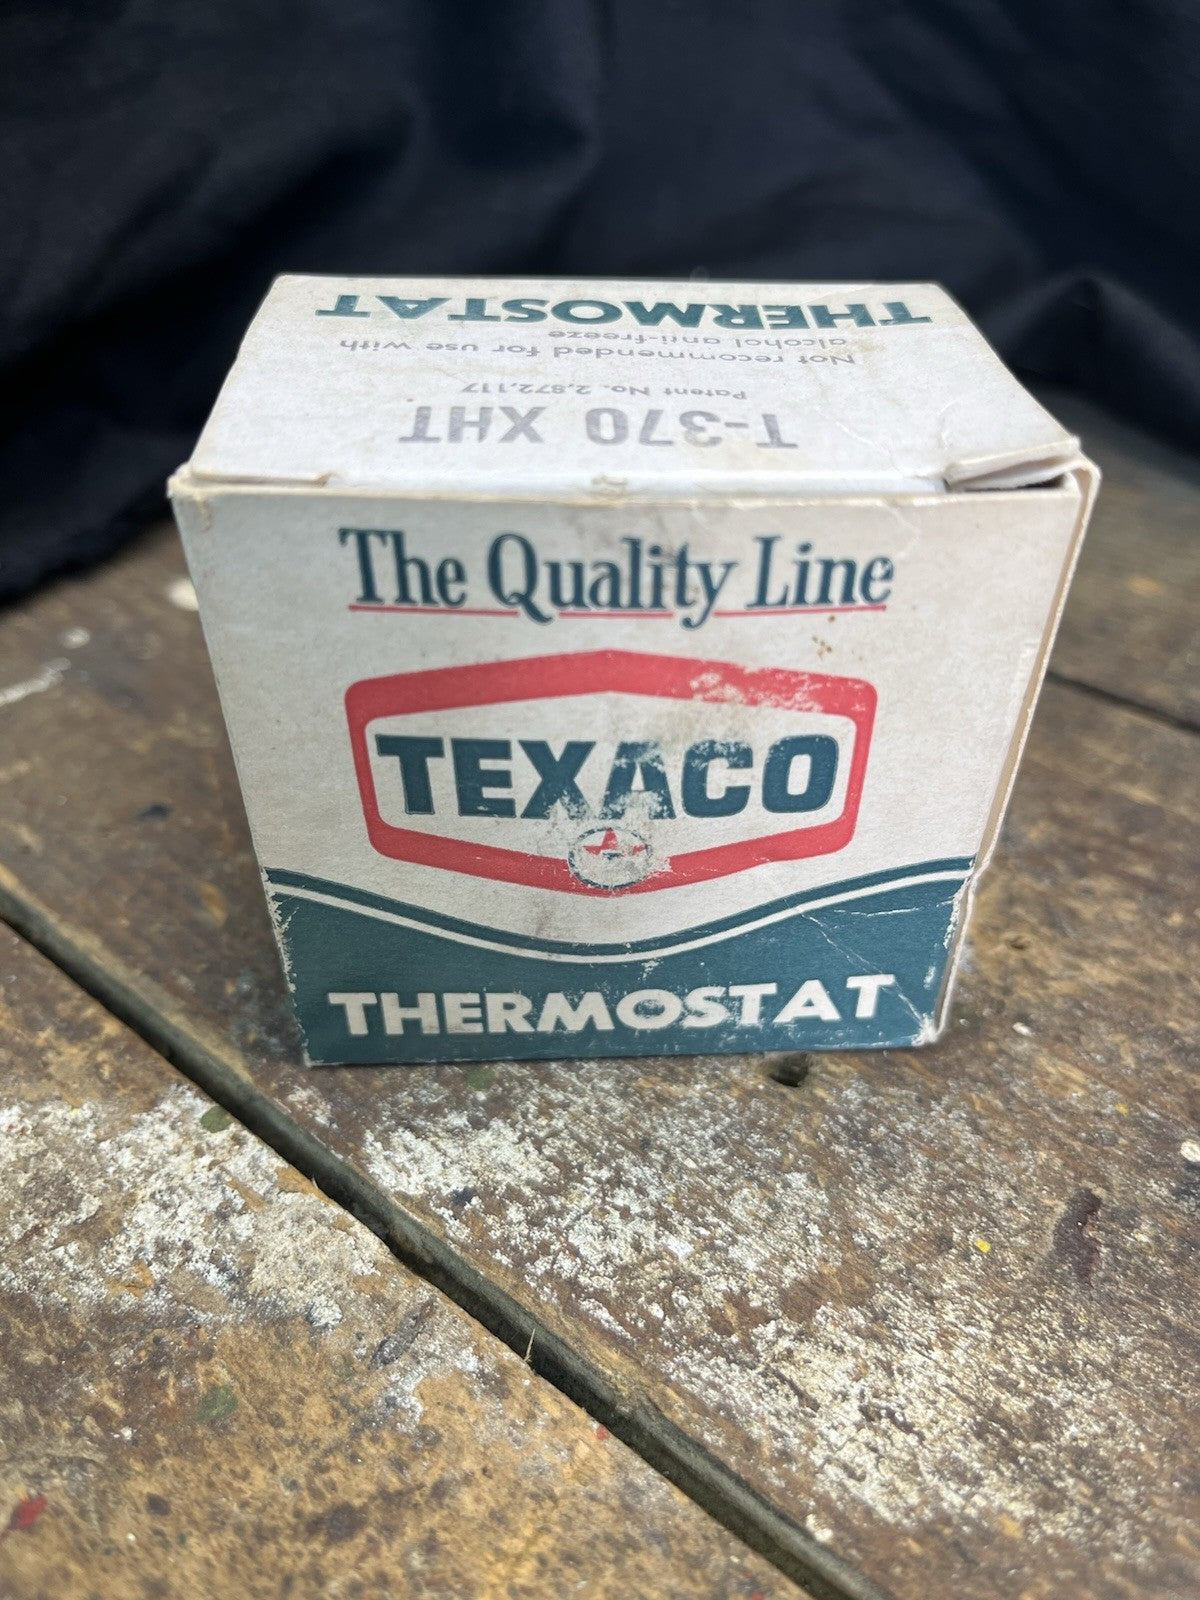 THERMOSTAT
Not recommended for use with
alcohol anti-freeze
Patent No. 2,872,117
T-370 XHT
The Quality Line
TEXACO
T
THERMOSTAT